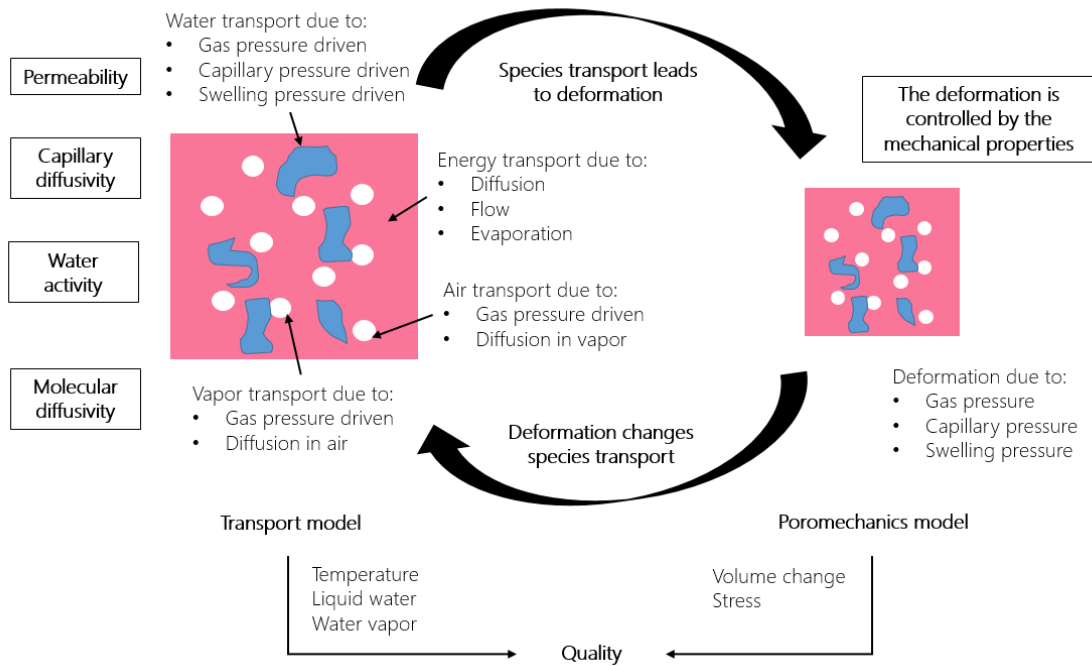 Water transport due to:
• Gas pressure driven
• Capillary pressure driven
• Swelling pressure driven
Permeability
Capillary
diffusivity
Water
activity
Molecular
diffusivity
Species transport leads
to deformation
The deformation is
controlled by the
mechanical properties
Energy transport due to:
• Diffusion
• Flow
• Evaporation
Air transport due to:
• Gas pressure driven
• Diffusion in vapor
Vapor transport due to:
• Gas pressure driven
• Diffusion in air
Deformation changes
species transport
Deformation due to:
• Gas pressure
• Capillary pressure
• Swelling pressure
Transport model
Poromechanics model
Temperature
Liquid water
Water vapor
Volume change
Stress
Quality